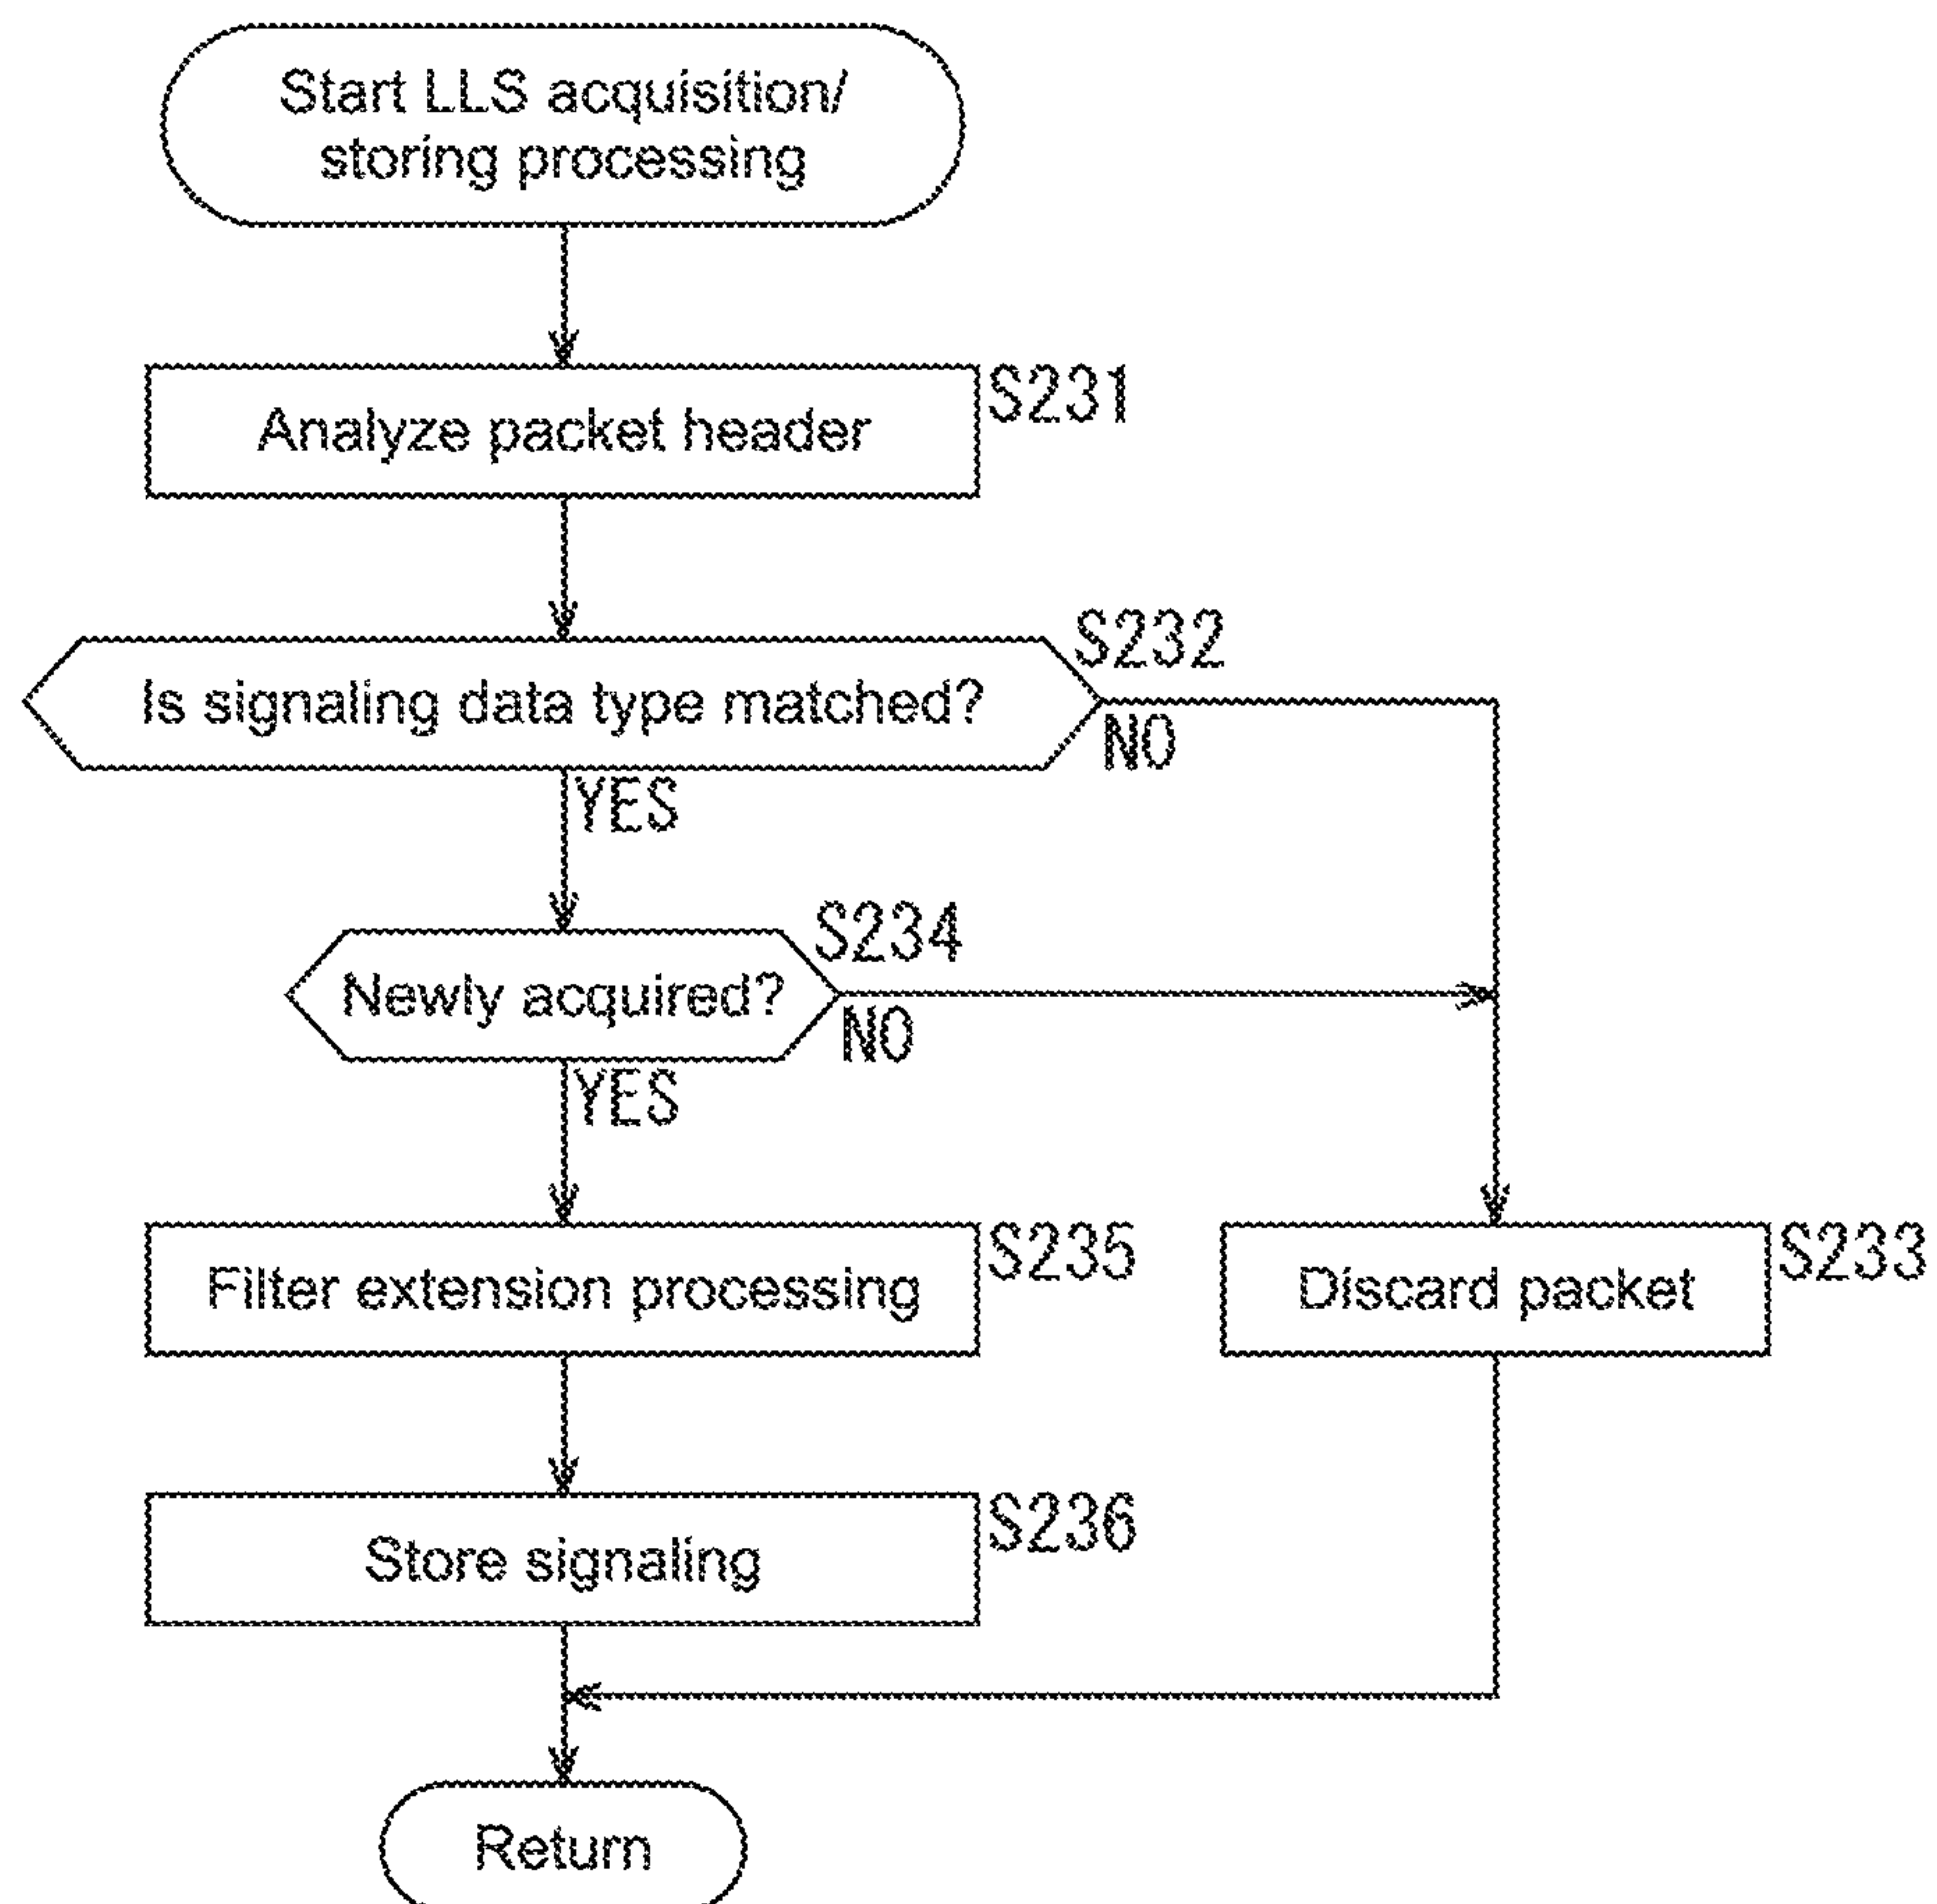 Start LLS acquisition/
storing processing
Analyze packet header
S231
Is signaling data type matched?
S232
NO
YES
Newly acquired?
S234
NO
YES
Filter extension processing
S235
Discard packet
S233
Store signaling
S236
Return